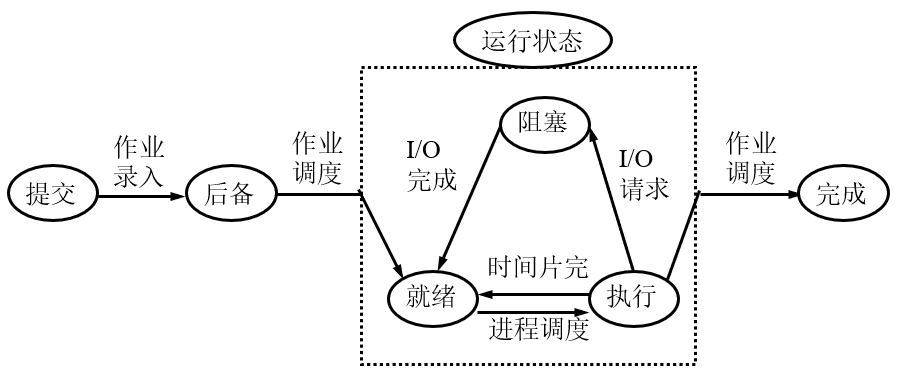 运行状态
阻塞
作业
录入
作业
调度
I/O
完成
I/O
请求
作业
调度
提交
后备
完成
时间片完
就绪
执行
进程调度